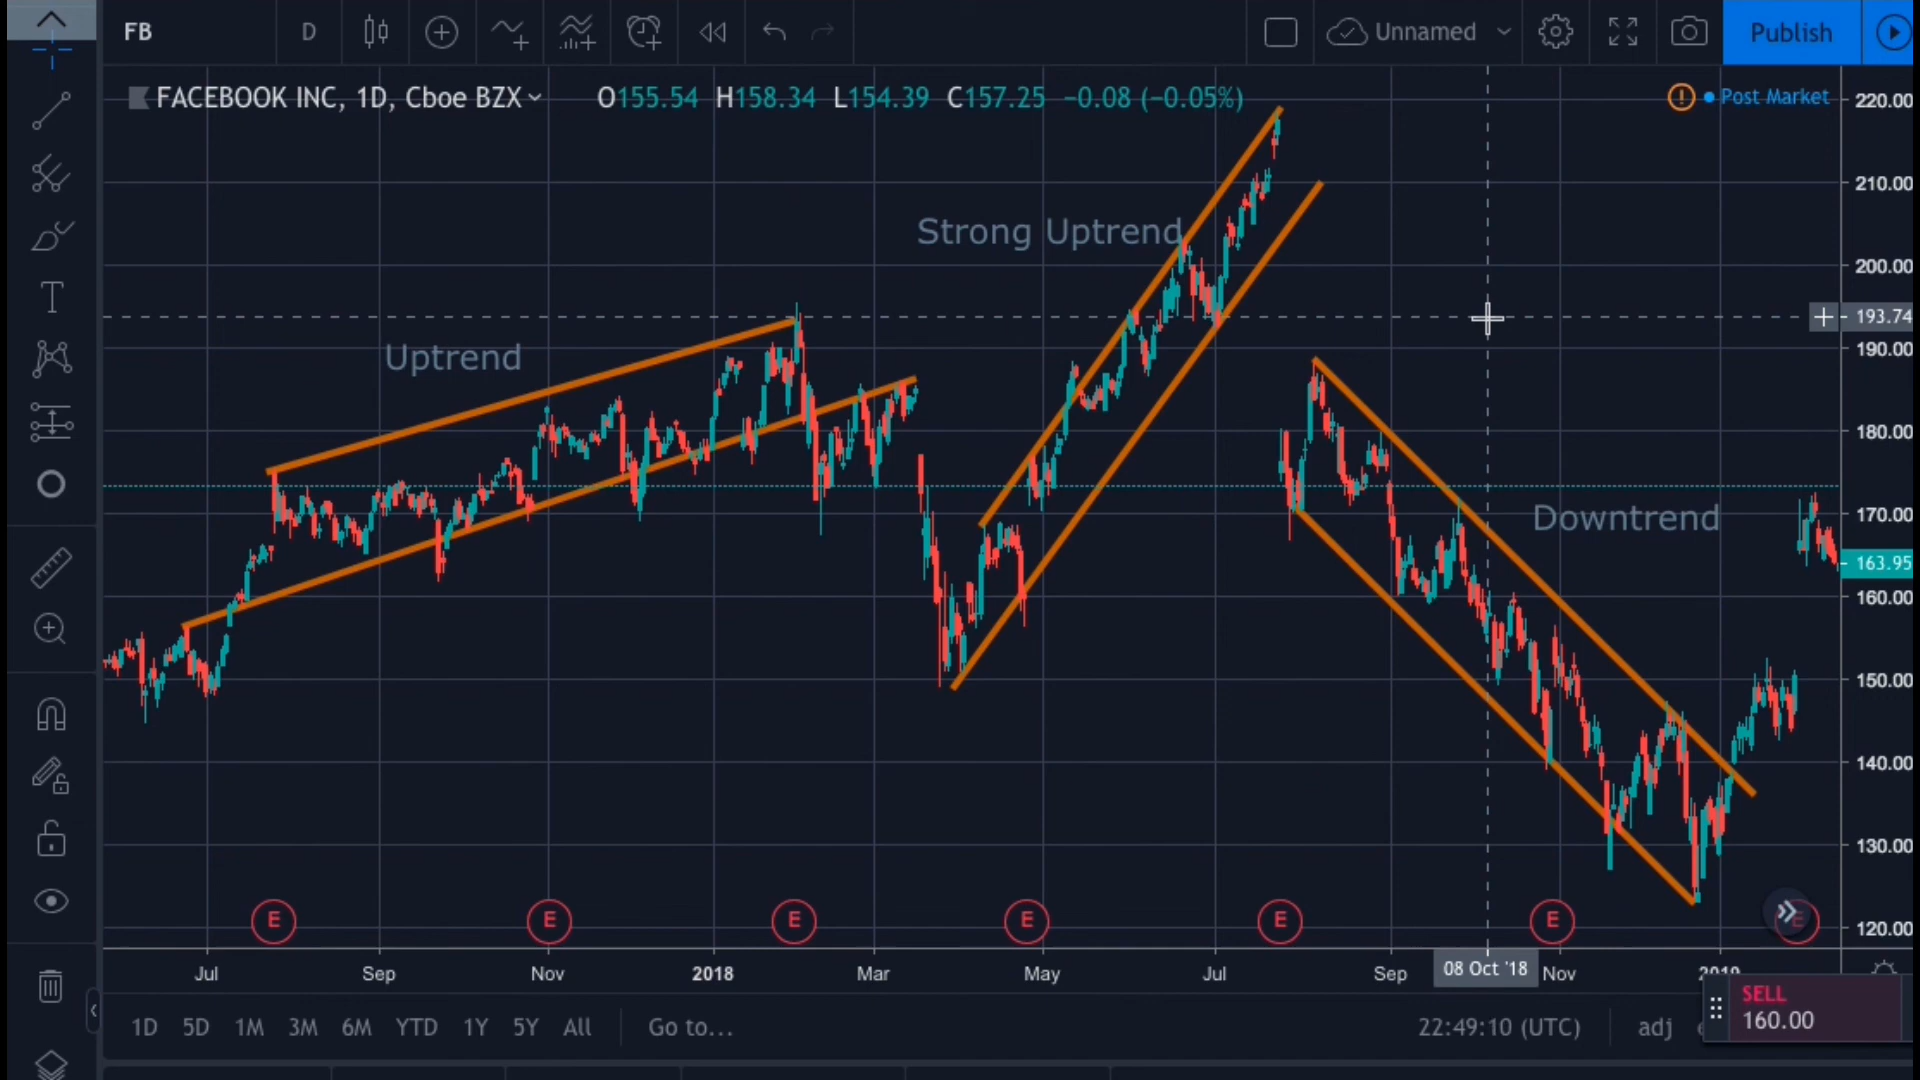 FB D Unnamed Publish
FACEBOOK INC, 1D, Cboe BZX O155.54 H158.34 L154.39 C157.25 −0.08 (−0.05%)
Post Market
220.00
210.00
Strong Uptrend
200.00
193.74
Uptrend
190.00
180.00
170.00
Downtrend
163.95
160.00
150.00
140.00
130.00
E E E E E E E
120.00
Jul Sep Nov 2018 Mar May Jul Sep 08 Oct '18 Nov 2019
SELL
160.00
1D 5D 1M 3M 6M YTD 1Y 5Y All Go to... 22:49:10 (UTC) adj